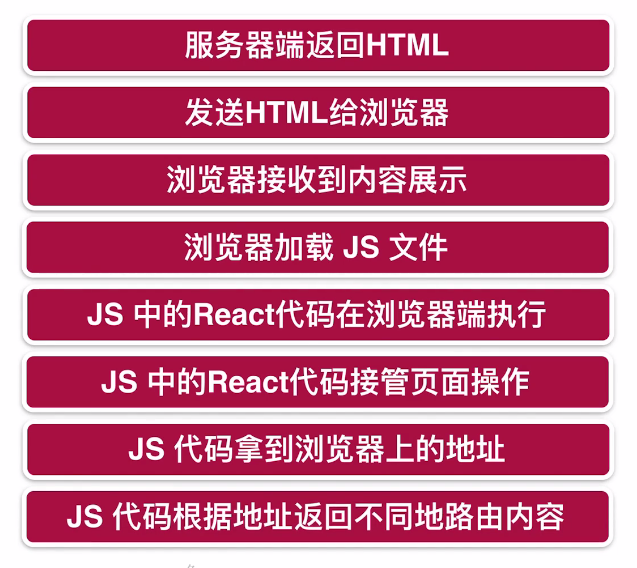 服务器端返回HTML
发送HTML给浏览器
浏览器接收到内容展示
浏览器加载 JS 文件
JS 中的React代码在浏览器端执行
JS 中的React代码接管页面操作
JS 代码拿到浏览器上的地址
JS 代码根据地址返回不同地路由内容